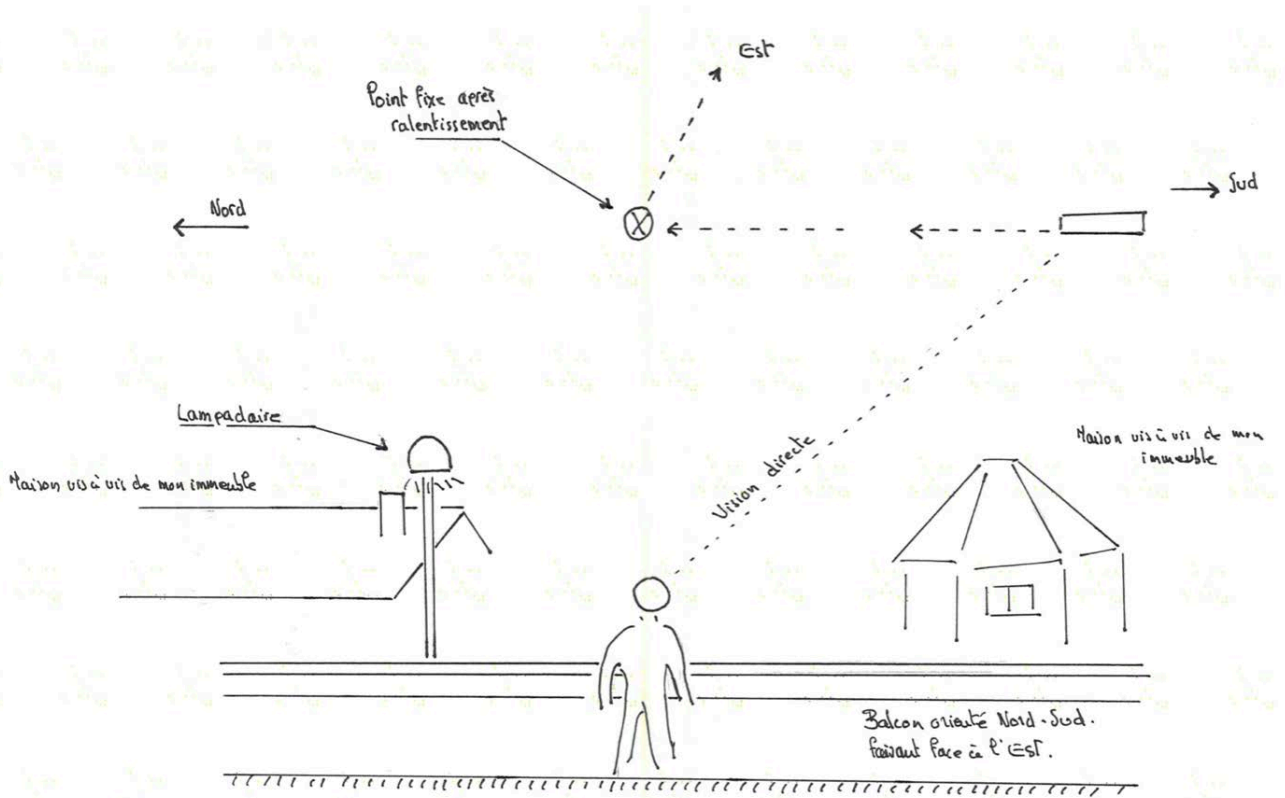 Est
Point fixe après
ralentissement
Nord
Sud
Lampadaire
Maison vis à vis de mon immeuble
Vision directe
Maison vis à vis de mon
immeuble
Balcon orienté Nord-Sud.
faisant face à l'Est.